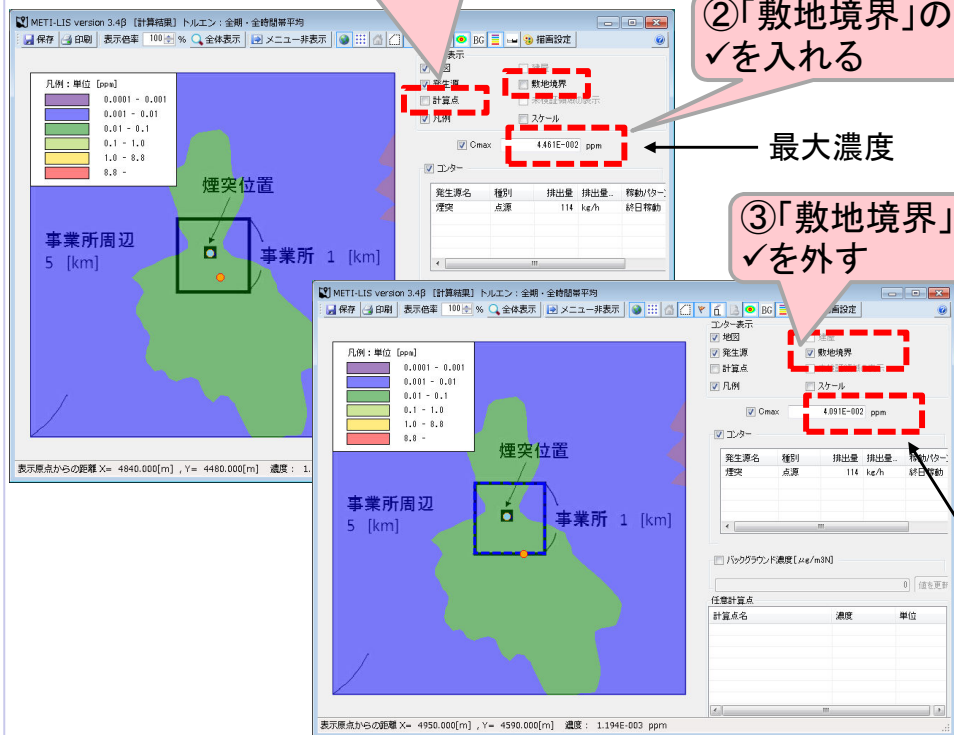 ②「敷地境界」の
✓を入れる
METI-LIS version 3.4β [計算結果] トルエン：全期・全時間帯平均
保存 印刷 表示倍率 100 % 全体表示 メニュー非表示 BG 描画設定
表示
地図
発生源 敷地境界
計算点
凡例 スケール
Cmax 4.461E-002 ppm
最大濃度
コンター
発生源名 種別 排出量 排出量.. 稼動パターン
煙突 点源 114 kg/h 終日稼動
凡例：単位 [ppm]
0.0001 - 0.001
0.001 - 0.01
0.01 - 0.1
0.1 - 1.0
1.0 - 8.8
8.8 -
煙突位置
事業所周辺
5 [km]
事業所 1 [km]
表示原点からの距離 X= 4840.000[m] , Y= 4480.000[m] 濃度： 1.
③「敷地境界」
✓を外す
METI-LIS version 3.4β [計算結果] トルエン：全期・全時間帯平均
保存 印刷 表示倍率 100 % 全体表示 メニュー非表示 BG 描画設定
コンター表示
地図 建屋
発生源 敷地境界
計算点
凡例 スケール
Cmax 4.091E-002 ppm
コンター
発生源名 種別 排出量 排出量.. 稼動パターン
煙突 点源 114 kg/h 終日稼動
バックグラウンド濃度[μg/m3N]
0 値を更新
任意計算点
計算点名 濃度 単位
凡例：単位 [ppm]
0.0001 - 0.001
0.001 - 0.01
0.01 - 0.1
0.1 - 1.0
1.0 - 8.8
8.8 -
煙突位置
事業所周辺
5 [km]
事業所 1 [km]
表示原点からの距離 X= 4950.000[m] , Y= 4590.000[m] 濃度： 1.194E-003 ppm